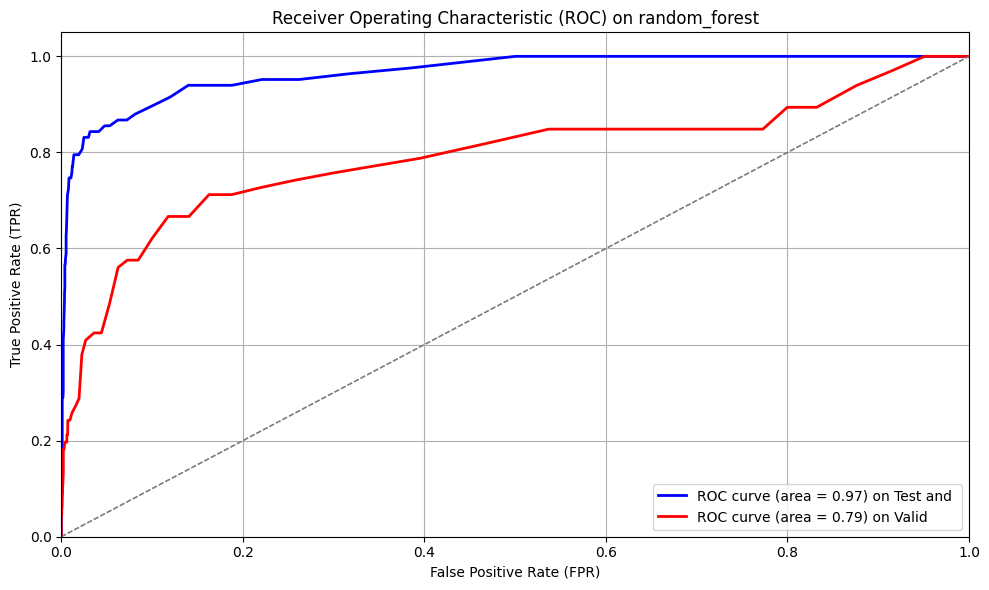 Receiver Operating Characteristic (ROC) on random_forest
1.0
0.8
0.6
0.4
0.2
0.0
True Positive Rate (TPR)
ROC curve (area = 0.97) on Test and
ROC curve (area = 0.79) on Valid
0.0 0.2 0.4 0.6 0.8 1.0
False Positive Rate (FPR)